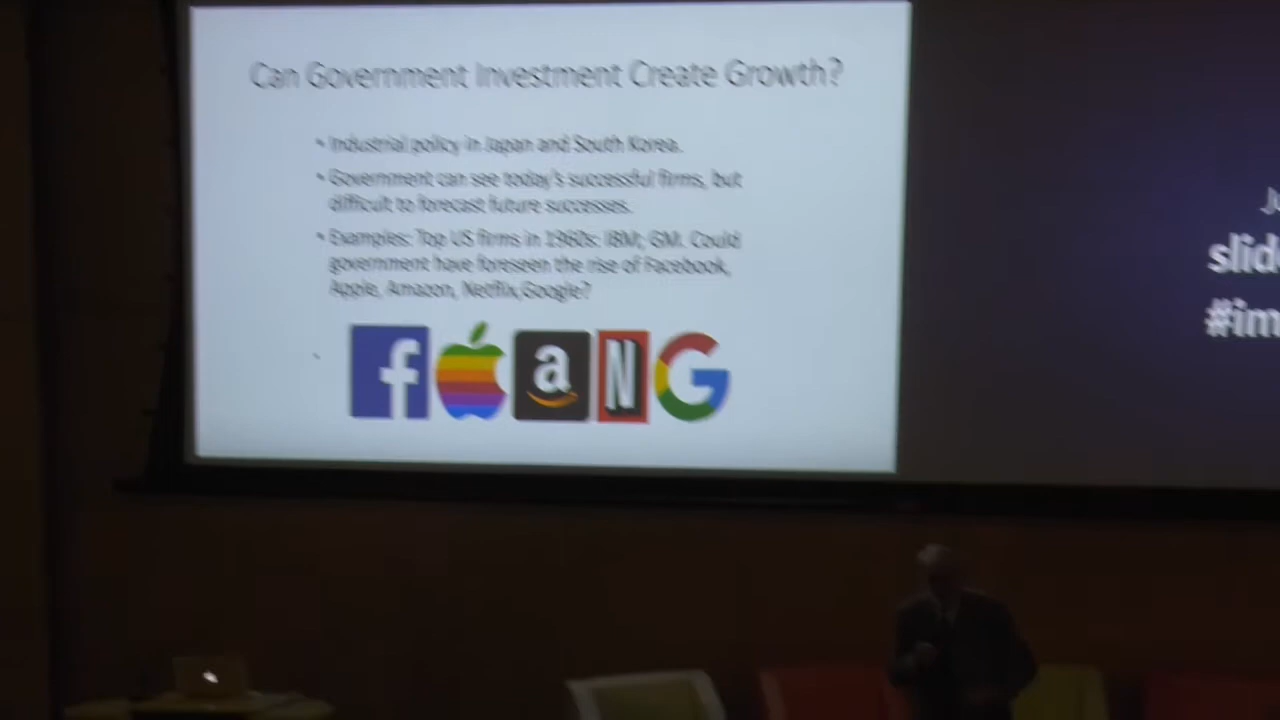 Can Government Investment Create Growth?
• Industrial policy in Japan and South Korea.
• Government can see today's successful firms, but
difficult to forecast future successes.
• Examples: Top US firms in 1960s: IBM; GM. Could
government have foreseen the rise of Facebook,
Apple, Amazon, Netflix,Google?
f
a
N
G